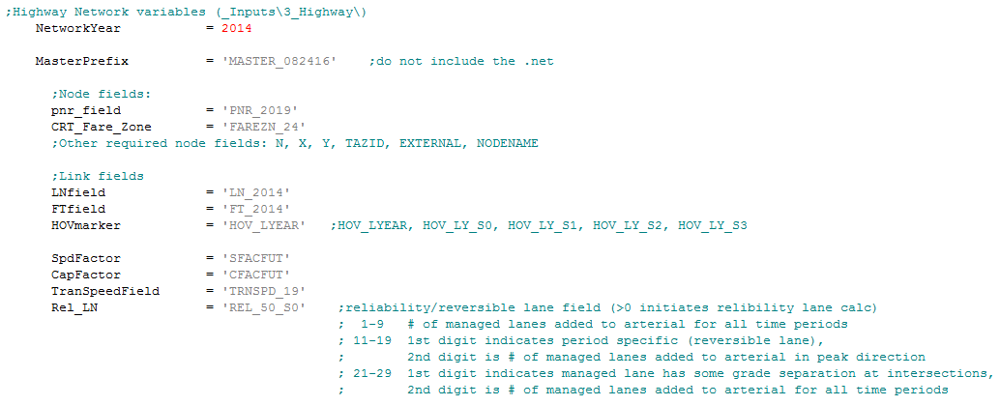 ;Highway Network variables (_Inputs\3_Highway\)
NetworkYear = 2014
MasterPrefix = 'MASTER_082416' ;do not include the .net
;Node fields:
pnr_field = 'PNR_2019'
CRT_Fare_Zone = 'FAREZN_24'
;Other required node fields: N, X, Y, TAZID, EXTERNAL, NODENAME
;Link fields
LNfield = 'LN_2014'
FTfield = 'FT_2014'
HOVmarker = 'HOV_LYEAR' ;HOV_LYEAR, HOV_LY_S0, HOV_LY_S1, HOV_LY_S2, HOV_LY_S3
SpdFactor = 'SFACFUT'
CapFactor = 'CFACFUT'
TranSpeedField = 'TRNSPD_19'
Rel_LN = 'REL_50_S0' ;reliability/reversible lane field (>0 initiates relibility lane calc)
; 1-9 # of managed lanes added to arterial for all time periods
; 11-19 1st digit indicates period specific (reversible lane),
; 2nd digit is # of managed lanes added to arterial in peak direction
; 21-29 1st digit indicates managed lane has some grade separation at intersections,
; 2nd digit is # of managed lanes added to arterial for all time periods